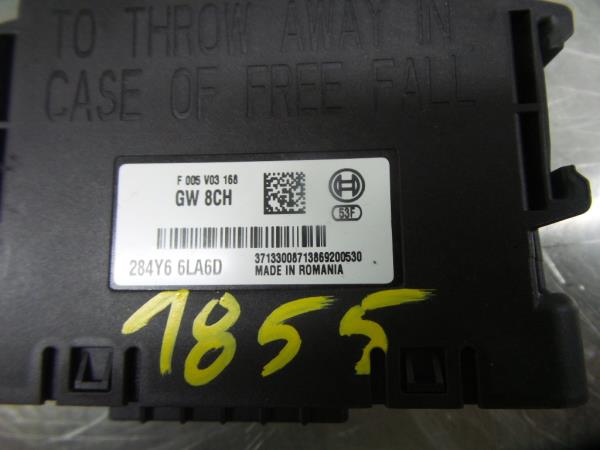 TO THROW AWAY IN
CASE OF FREE FALL
F 005 V03 168
GW 8CH
53F
37133008713869200530
284Y6 6LA6D
MADE IN ROMANIA
1855